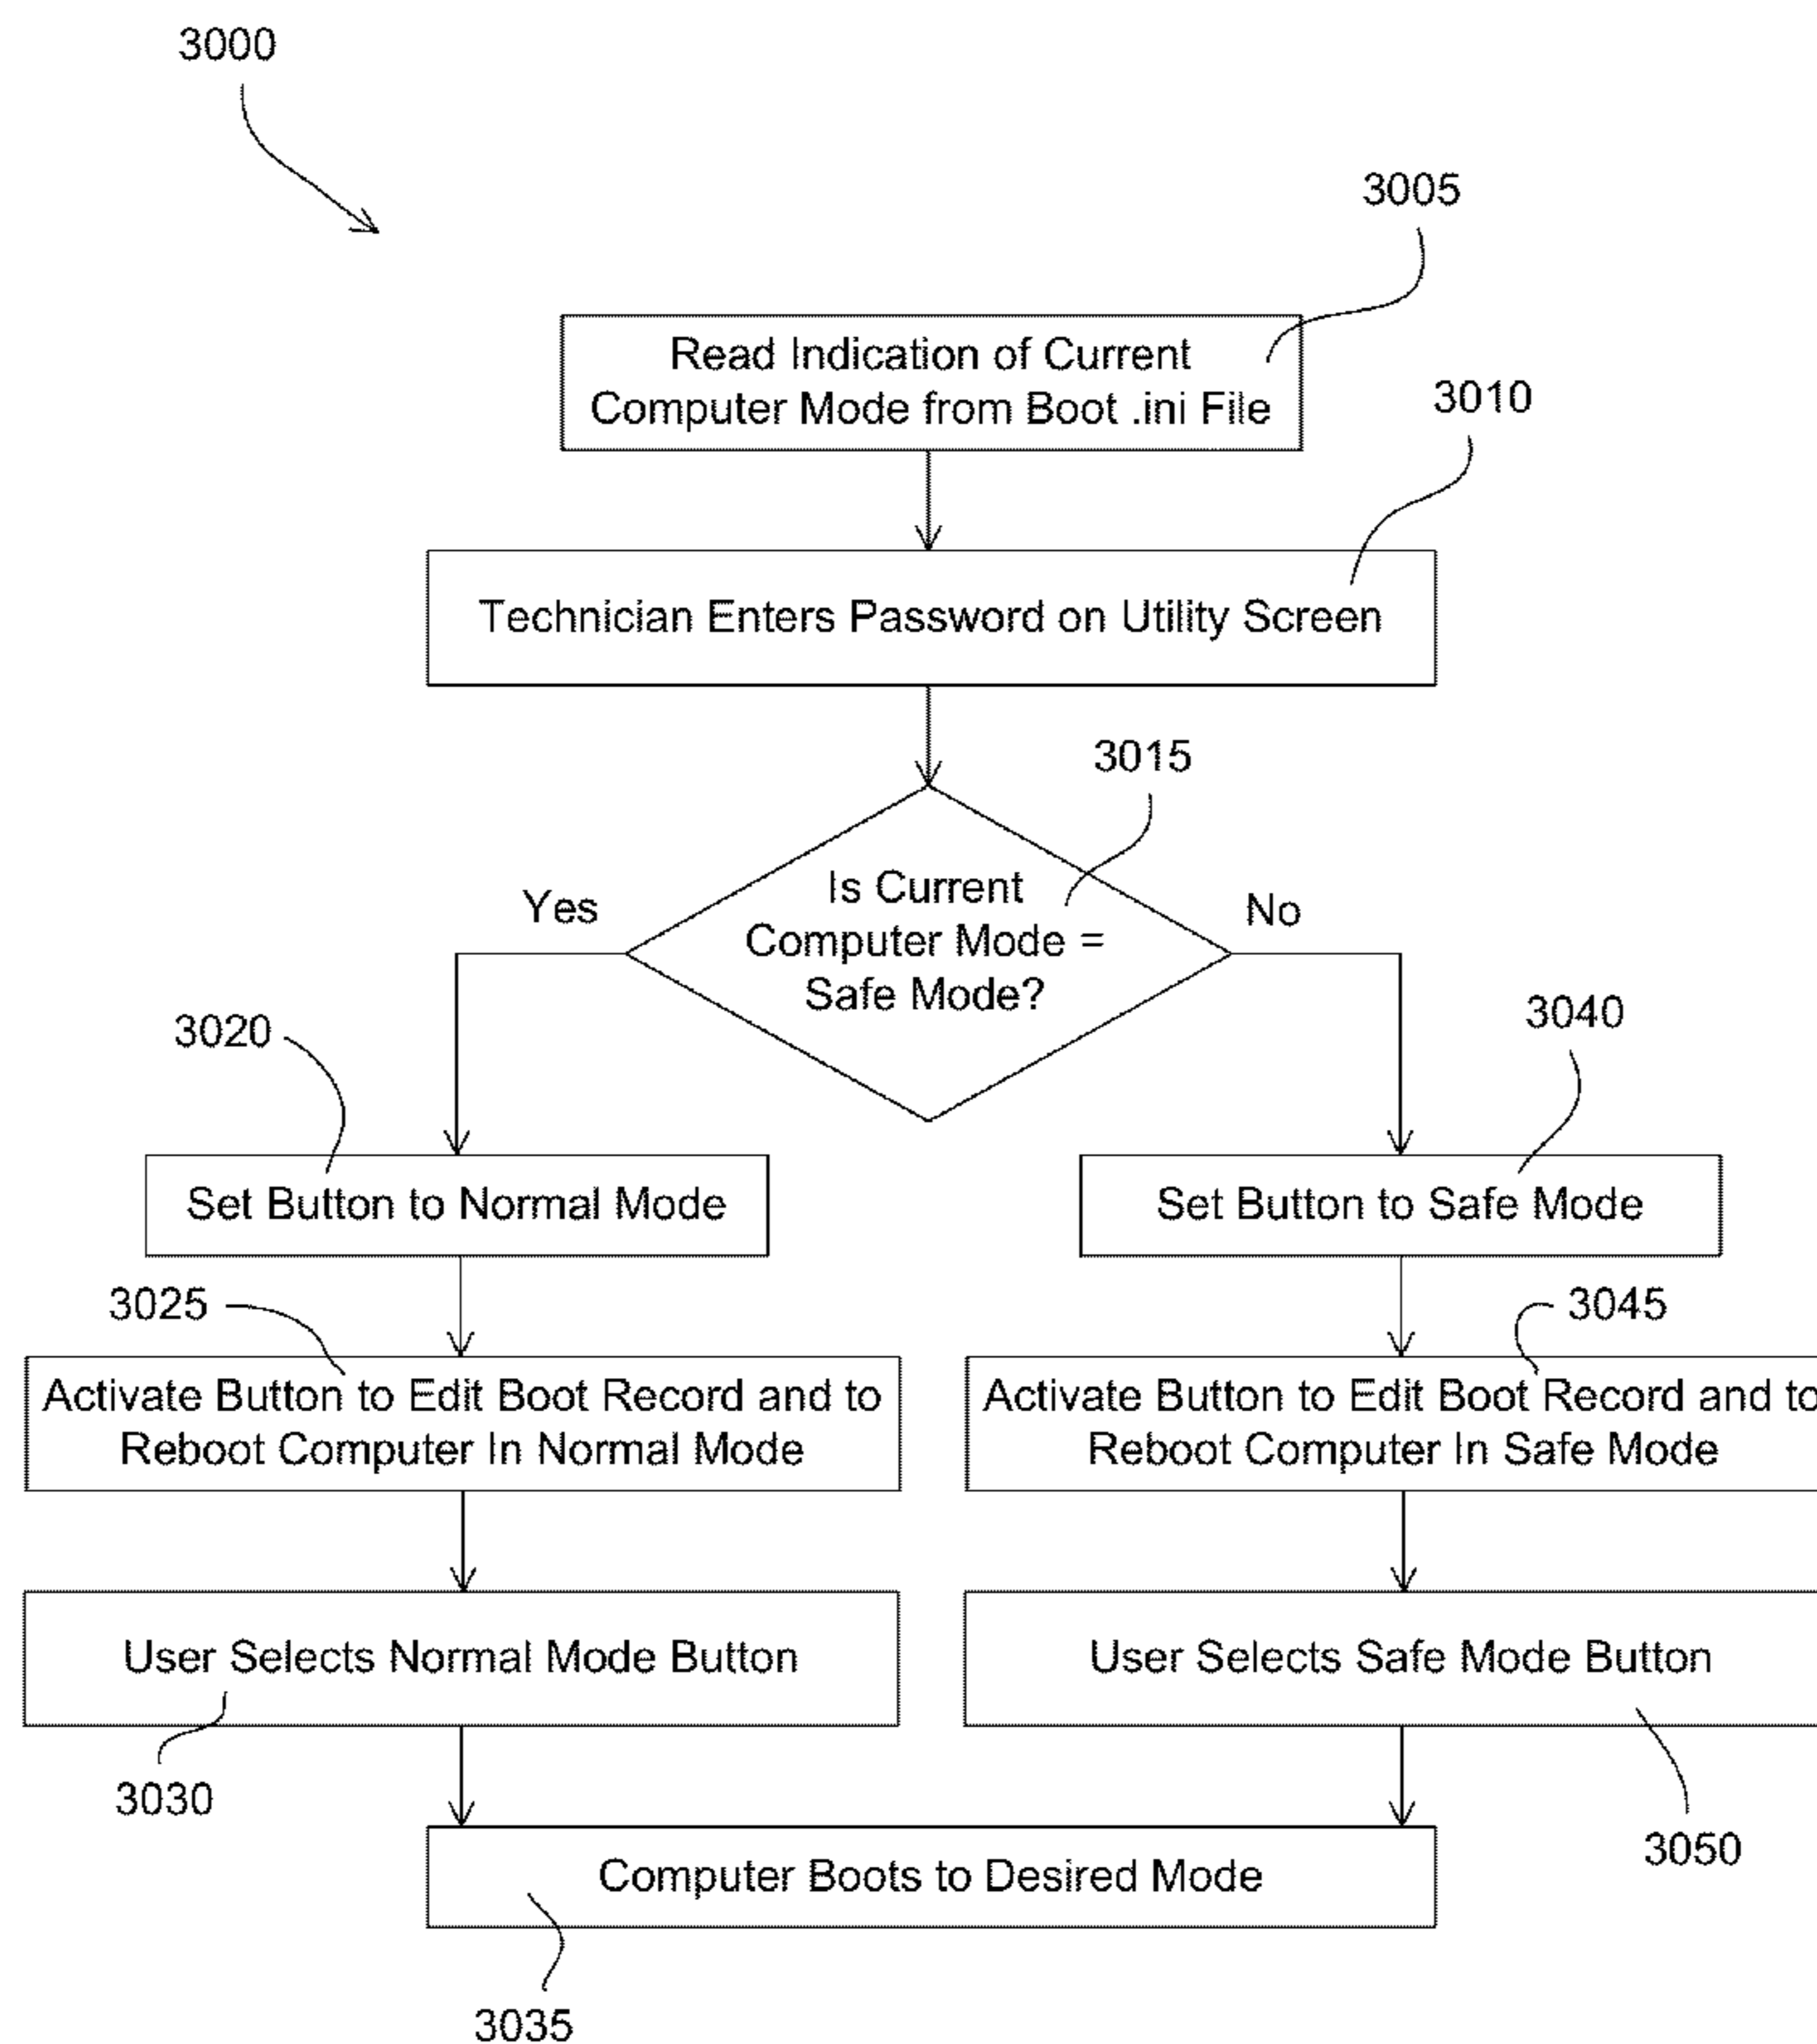 3000
3005
Read Indication of Current
Computer Mode from Boot .ini File
3010
Technician Enters Password on Utility Screen
3015
Is Current
Computer Mode =
Safe Mode?
Yes
No
3020
3040
Set Button to Normal Mode
Set Button to Safe Mode
3025
3045
Activate Button to Edit Boot Record and to
Reboot Computer In Normal Mode
Activate Button to Edit Boot Record and to
Reboot Computer In Safe Mode
User Selects Normal Mode Button
User Selects Safe Mode Button
3030
3050
Computer Boots to Desired Mode
3035